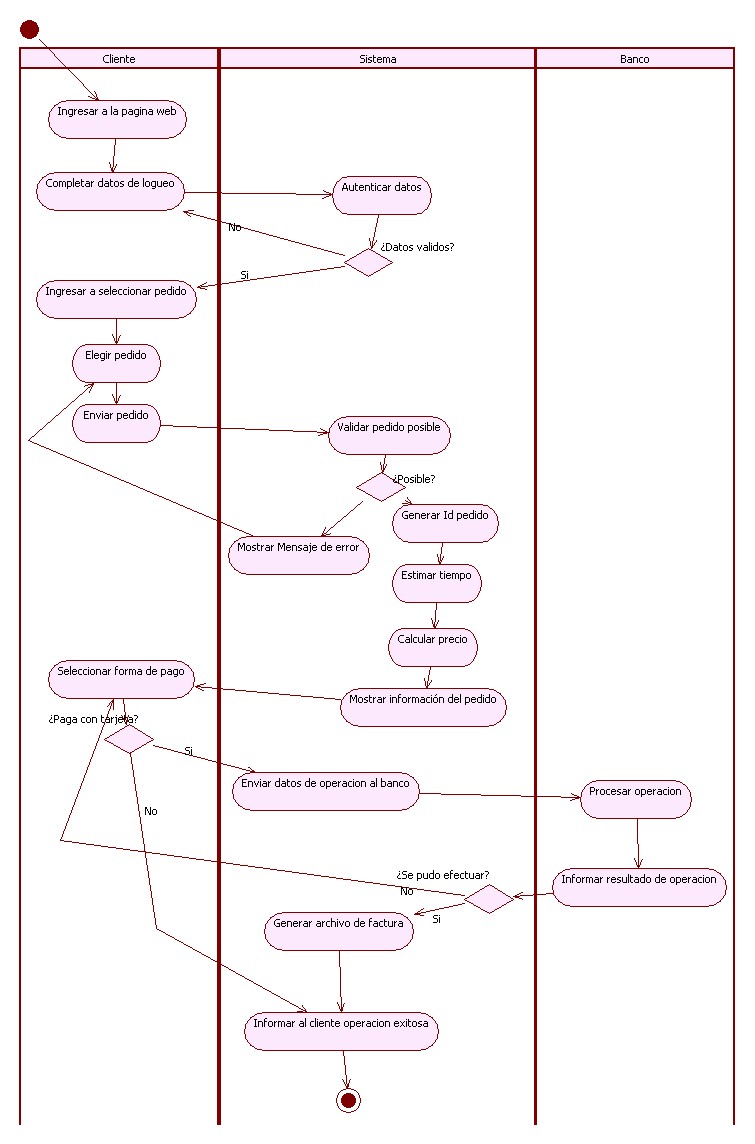 Cliente
Sistema
Banco
Ingresar a la pagina web
Completar datos de logueo
Autenticar datos
No
¿Datos validos?
Si
Ingresar a seleccionar pedido
Elegir pedido
Enviar pedido
Validar pedido posible
¿Posible?
Generar Id pedido
Mostrar Mensaje de error
Estimar tiempo
Calcular precio
Seleccionar forma de pago
Mostrar información del pedido
¿Paga con tarjeta?
Si
Enviar datos de operacion al banco
Procesar operacion
No
¿Se pudo efectuar?
Informar resultado de operacion
No
Si
Generar archivo de factura
Informar al cliente operacion exitosa